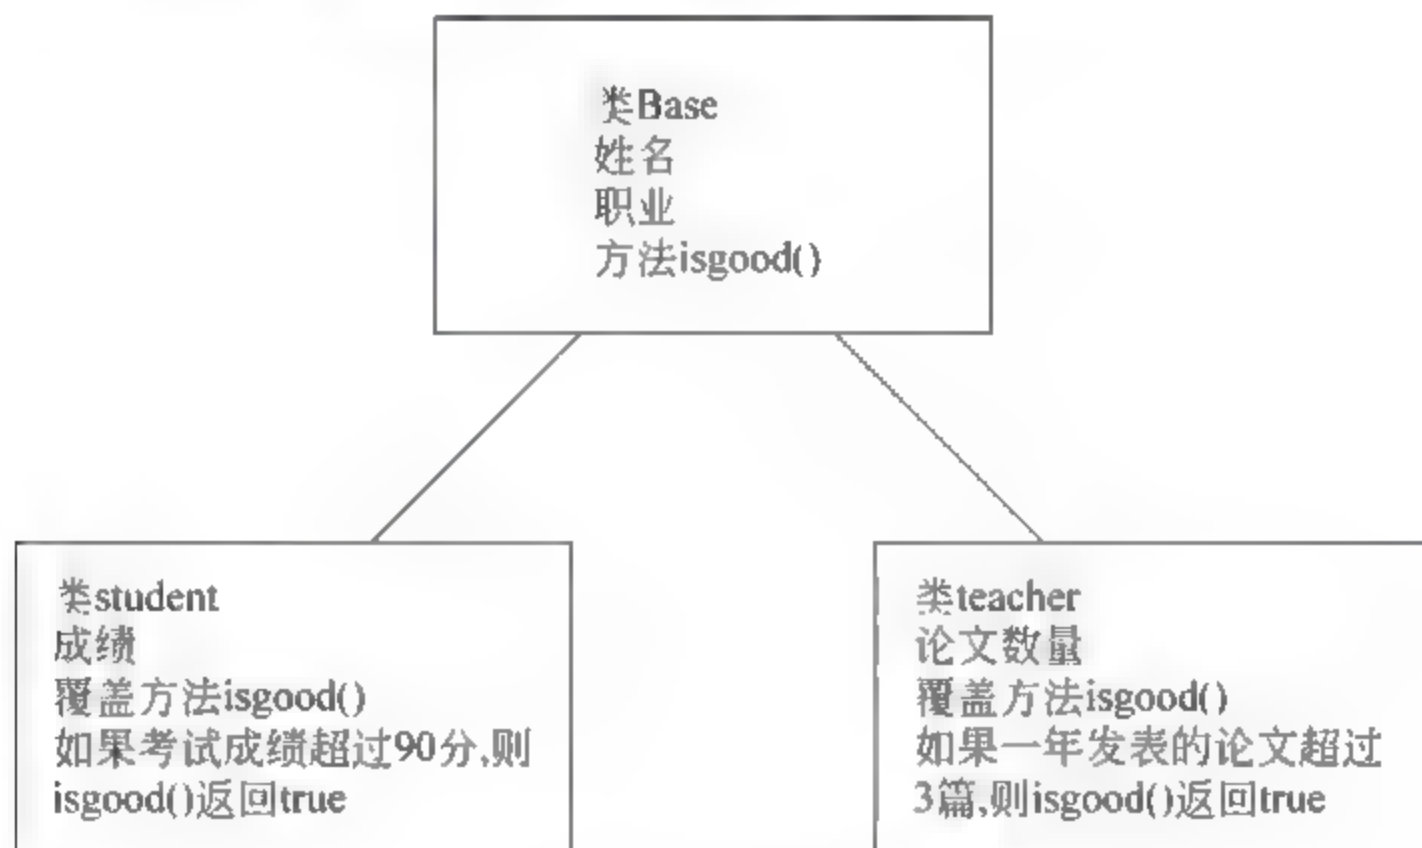 类Base
姓名
职业
方法isgood()
类student
成绩
覆盖方法isgood()
如果考试成绩超过90分,则
isgood()返回true
类teacher
论文数量
覆盖方法isgood()
如果一年发表的论文超过
3篇,则isgood()返回true